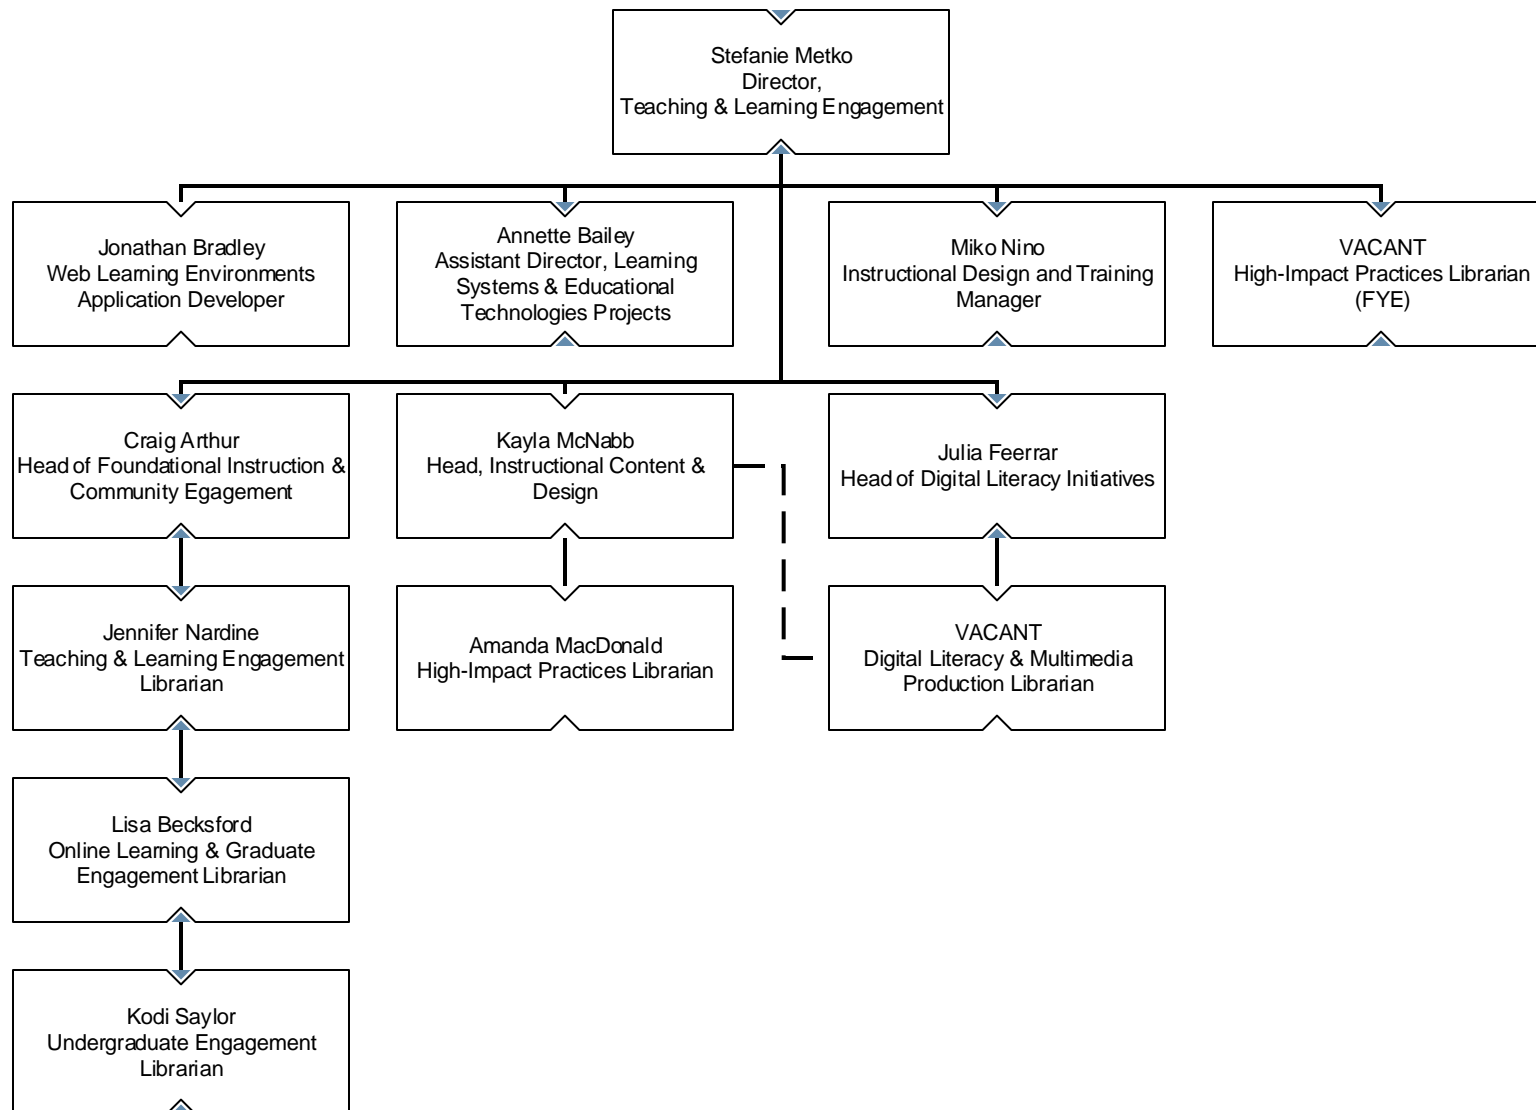 Stefanie Metko
Director,
Teaching & Learning Engagement
Jonathan Bradley
Web Learning Environments
Application Developer
Annette Bailey
Assistant Director, Learning
Systems & Educational
Technologies Projects
Miko Nino
Instructional Design and Training
Manager
VACANT
High-Impact Practices Librarian
(FYE)
Craig Arthur
Head of Foundational Instruction &
Community Egagement
Kayla McNabb
Head, Instructional Content &
Design
Julia Feerrar
Head of Digital Literacy Initiatives
Jennifer Nardine
Teaching & Learning Engagement
Librarian
Amanda MacDonald
High-Impact Practices Librarian
VACANT
Digital Literacy & Multimedia
Production Librarian
Lisa Becksford
Online Learning & Graduate
Engagement Librarian
Kodi Saylor
Undergraduate Engagement
Librarian